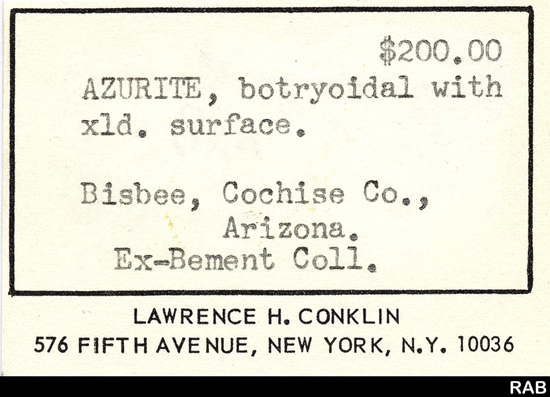 $200.00
AZURITE, botryoidal with
xld. surface.
Bisbee, Cochise Co.,
Arizona.
Ex-Bement Coll.
LAWRENCE H. CONKLIN
576 FIFTH AVENUE, NEW YORK, N.Y. 10036
RAB